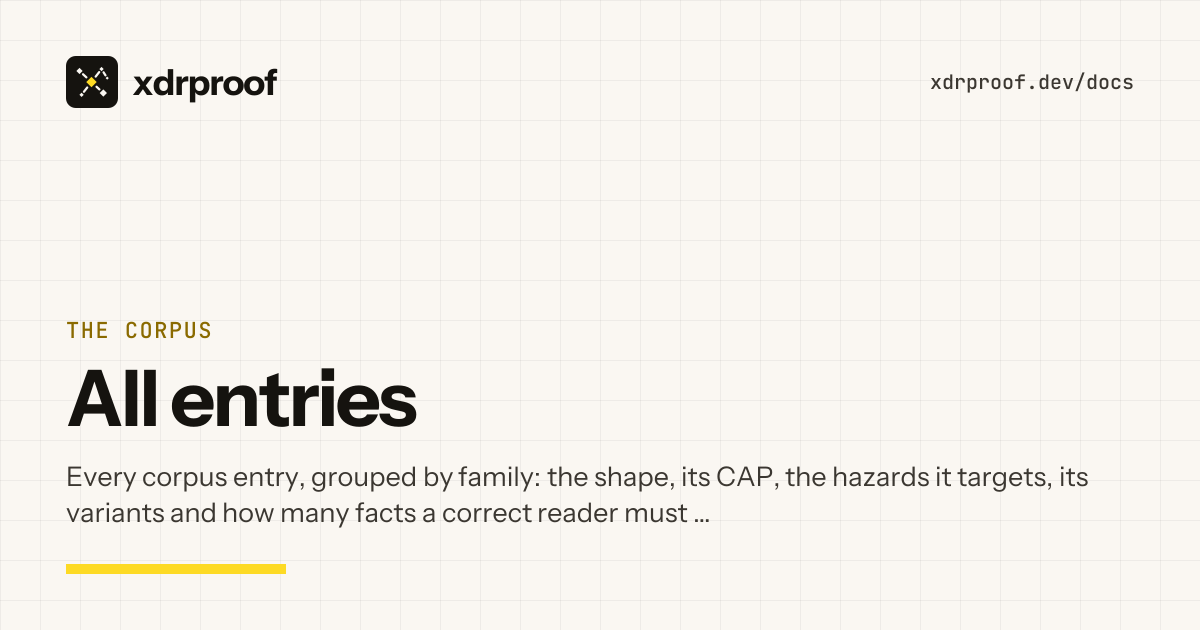 xdrproof
xdrproof.dev/docs
THE CORPUS
All entries
Every corpus entry, grouped by family: the shape, its CAP, the hazards it targets, its
variants and how many facts a correct reader must ...